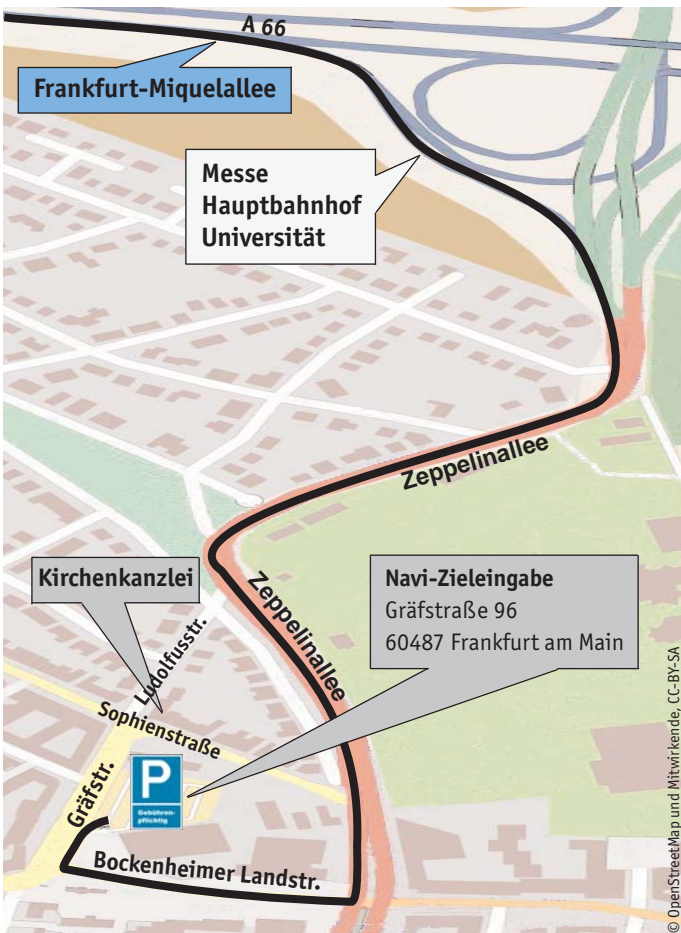 A 66
Frankfurt-Miquelallee
Messe
Hauptbahnhof
Universität
Zeppelinallee
Kirchenkanzlei
Zeppelinallee
Navi-Zieleingabe
Gräfstraße 96
60487 Frankfurt am Main
Ludolfusstr.
Sophienstraße
Gräfstr.
P
Gebühren-
pflichtig
Bockenheimer Landstr.
© OpenStreetMap und Mitwirkende, CC-BY-SA